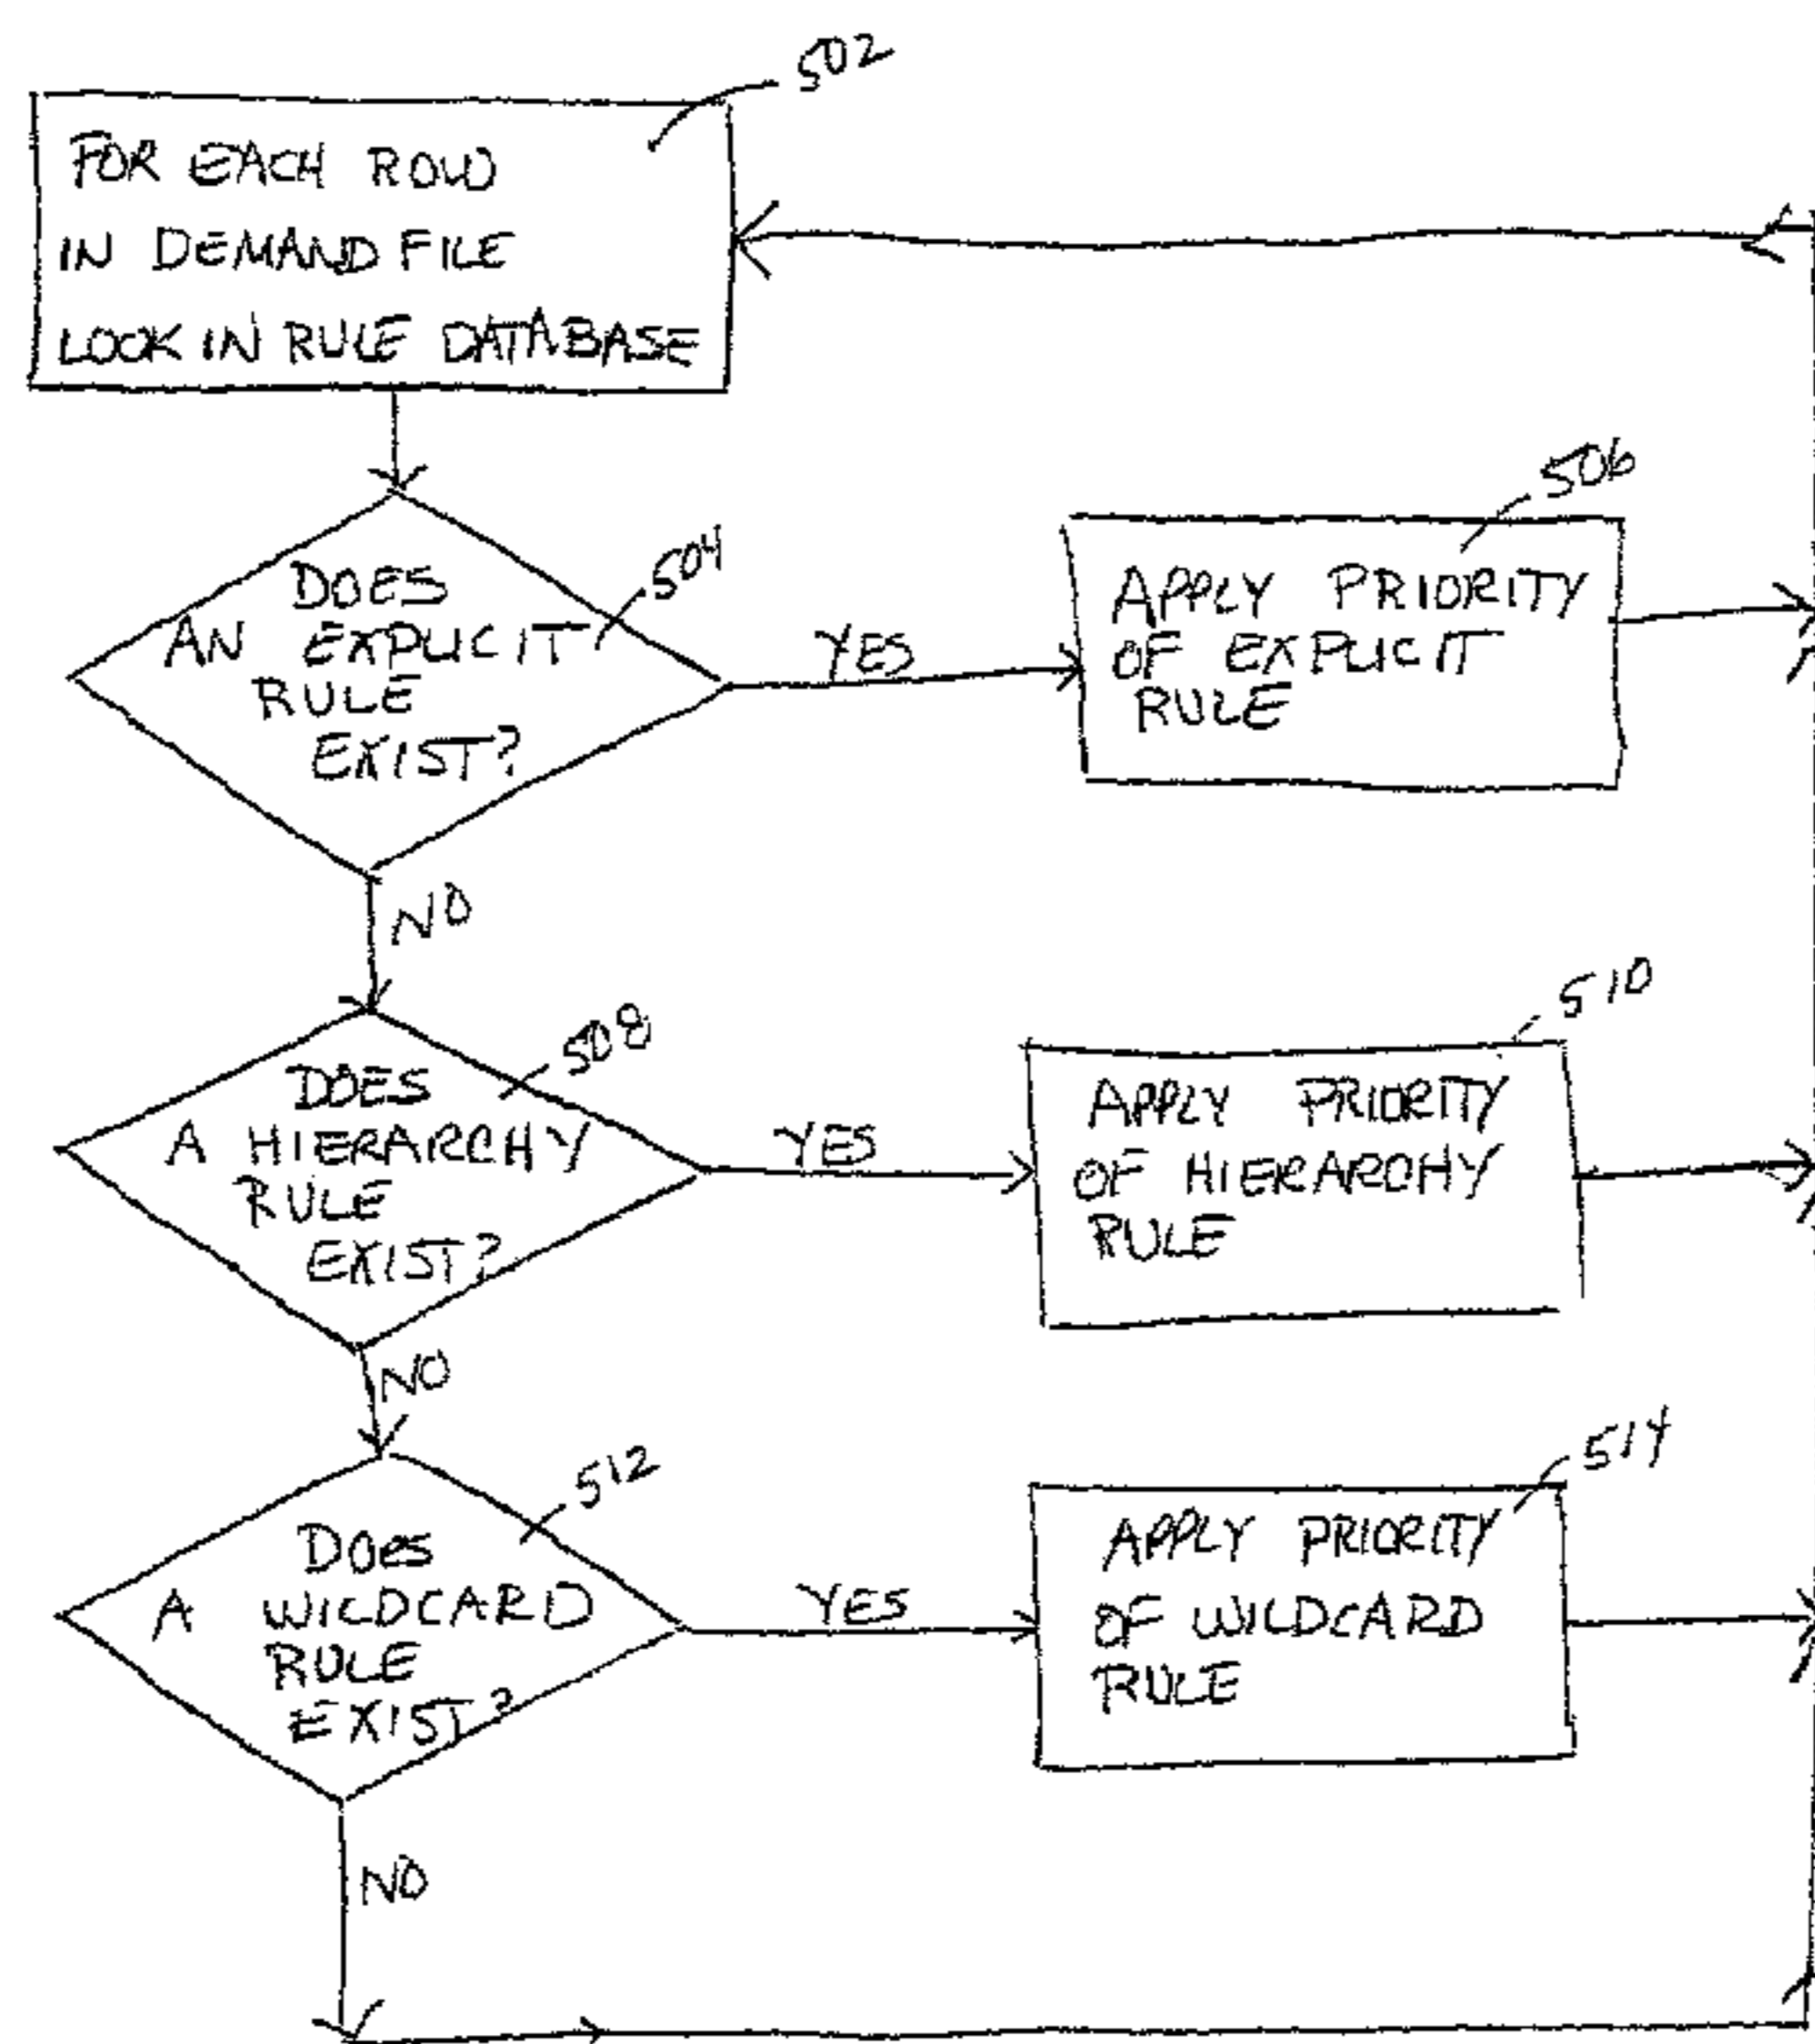 502
FOR EACH ROW
IN DEMAND FILE
LOOK IN RULE DATABASE
504
DOES
AN EXPLICIT
RULE
EXIST?
YES
506
APPLY PRIORITY
OF EXPLICIT
RULE
NO
508
DOES
A HIERARCHY
RULE
EXIST?
YES
510
APPLY PRIORITY
OF HIERARCHY
RULE
NO
512
DOES
A WILDCARD
RULE
EXIST?
YES
514
APPLY PRIORITY
OF WILDCARD
RULE
NO